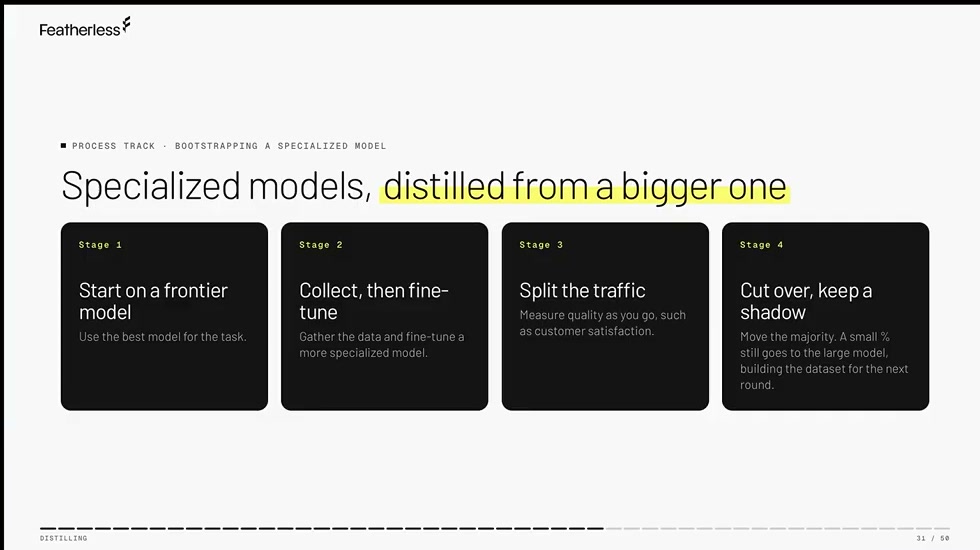 Featherless
PROCESS TRACK · BOOTSTRAPPING A SPECIALIZED MODEL
Specialized models, distilled from a bigger one
Stage 1
Start on a frontier
model
Use the best model for the task.
Stage 2
Collect, then fine-
tune
Gather the data and fine-tune a
more specialized model.
Stage 3
Split the traffic
Measure quality as you go, such
as customer satisfaction.
Stage 4
Cut over, keep a
shadow
Move the majority. A small %
still goes to the large model,
building the dataset for the next
round.
DISTILLING
31 / 50